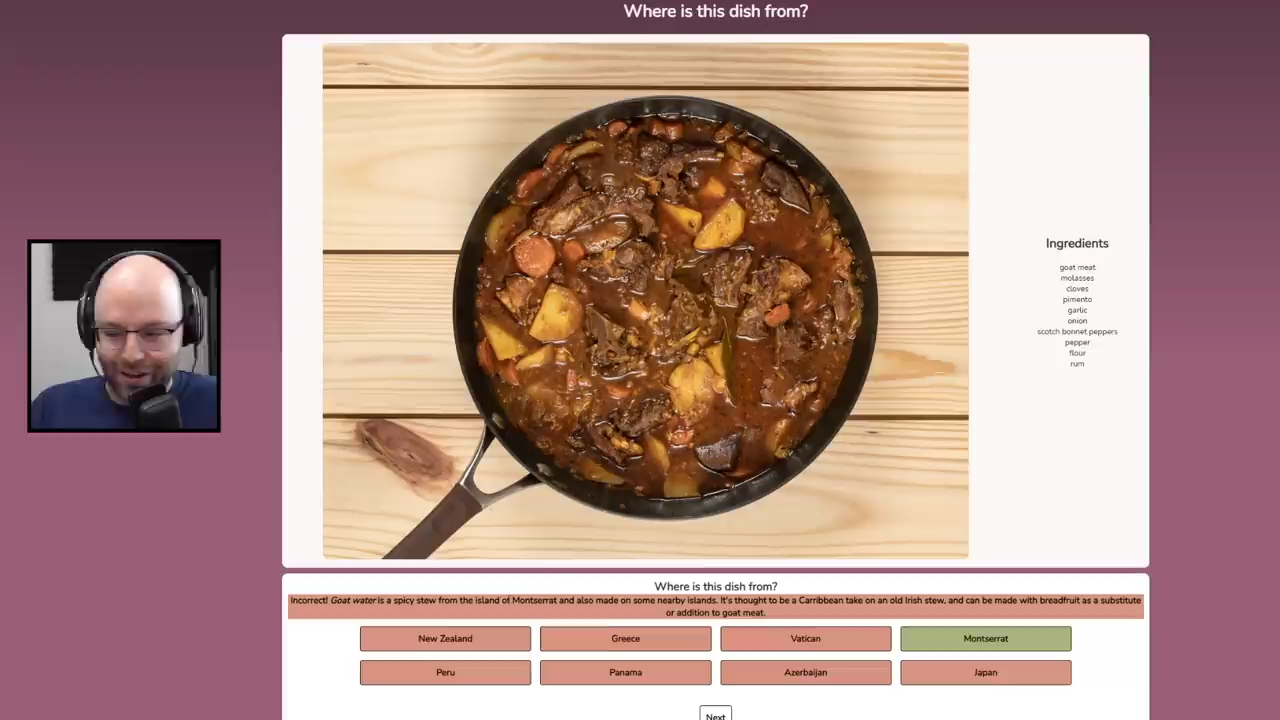 Where is this dish from?
Ingredients
goat meat
molasses
cloves
pimento
garlic
onion
scotch bonnet peppers
pepper
flour
rum
Where is this dish from?
Incorrect! Goat water is a spicy stew from the island of Montserrat and also made on some nearby islands. It's thought to be a Carribbean take on an old Irish stew, and can be made with breadfruit as a substitute
or addition to goat meat.
New Zealand
Greece
Vatican
Montserrat
Peru
Panama
Azerbaijan
Japan
Next